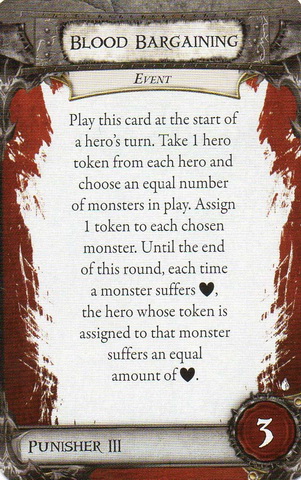 BLOOD BARGAINING
EVENT
Play this card at the start of
a hero's turn. Take 1 hero
token from each hero and
choose an equal number
of monsters in play. Assign
1 token to each chosen
monster. Until the end
of this round, each time
a monster suffers ♥,
the hero whose token is
assigned to that monster
suffers an equal
amount of ♥.
3
PUNISHER III